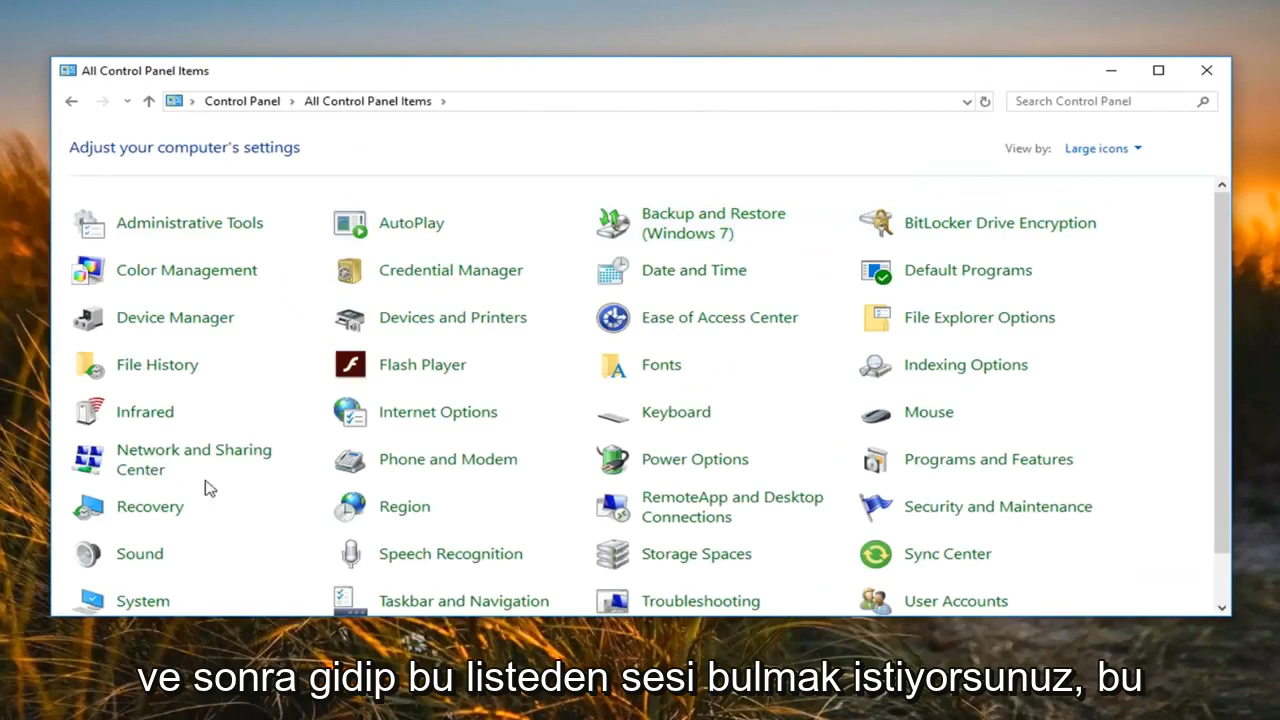 All Control Panel Items
Control Panel
All Control Panel Items
Search Control Panel
Adjust your computer's settings
View by:
Large icons
Administrative Tools
AutoPlay
Backup and Restore
(Windows 7)
BitLocker Drive Encryption
Color Management
Credential Manager
Date and Time
Default Programs
Device Manager
Devices and Printers
Ease of Access Center
File Explorer Options
File History
Flash Player
Fonts
Indexing Options
Infrared
Internet Options
Keyboard
Mouse
Network and Sharing
Center
Phone and Modem
Power Options
Programs and Features
Recovery
Region
RemoteApp and Desktop
Connections
Security and Maintenance
Sound
Speech Recognition
Storage Spaces
Sync Center
System
Taskbar and Navigation
Troubleshooting
User Accounts
ve sonra gidip bu listeden sesi bulmak istiyorsunuz, bu